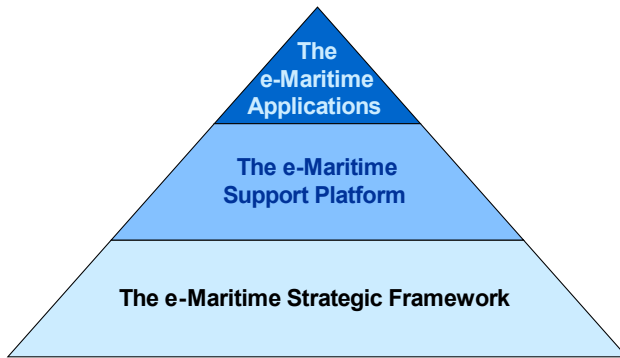 The
e-Maritime
Applications
The e-Maritime
Support Platform
The e-Maritime Strategic Framework